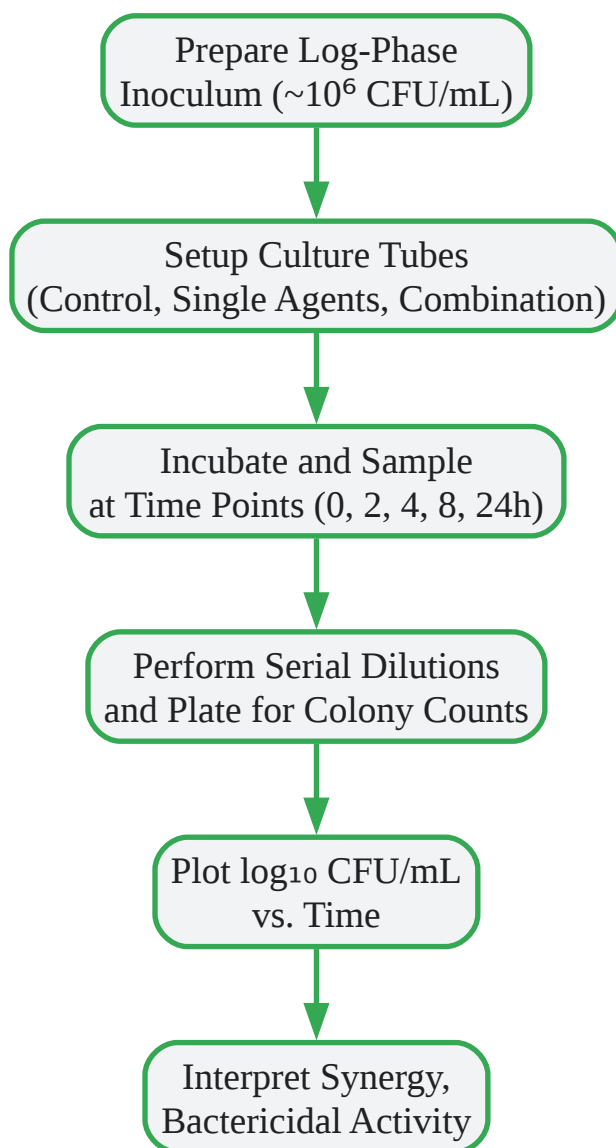 Prepare Log-Phase
Inoculum (~10⁶ CFU/mL)
Setup Culture Tubes
(Control, Single Agents, Combination)
Incubate and Sample
at Time Points (0, 2, 4, 8, 24h)
Perform Serial Dilutions
and Plate for Colony Counts
Plot log₁₀ CFU/mL
vs. Time
Interpret Synergy,
Bactericidal Activity